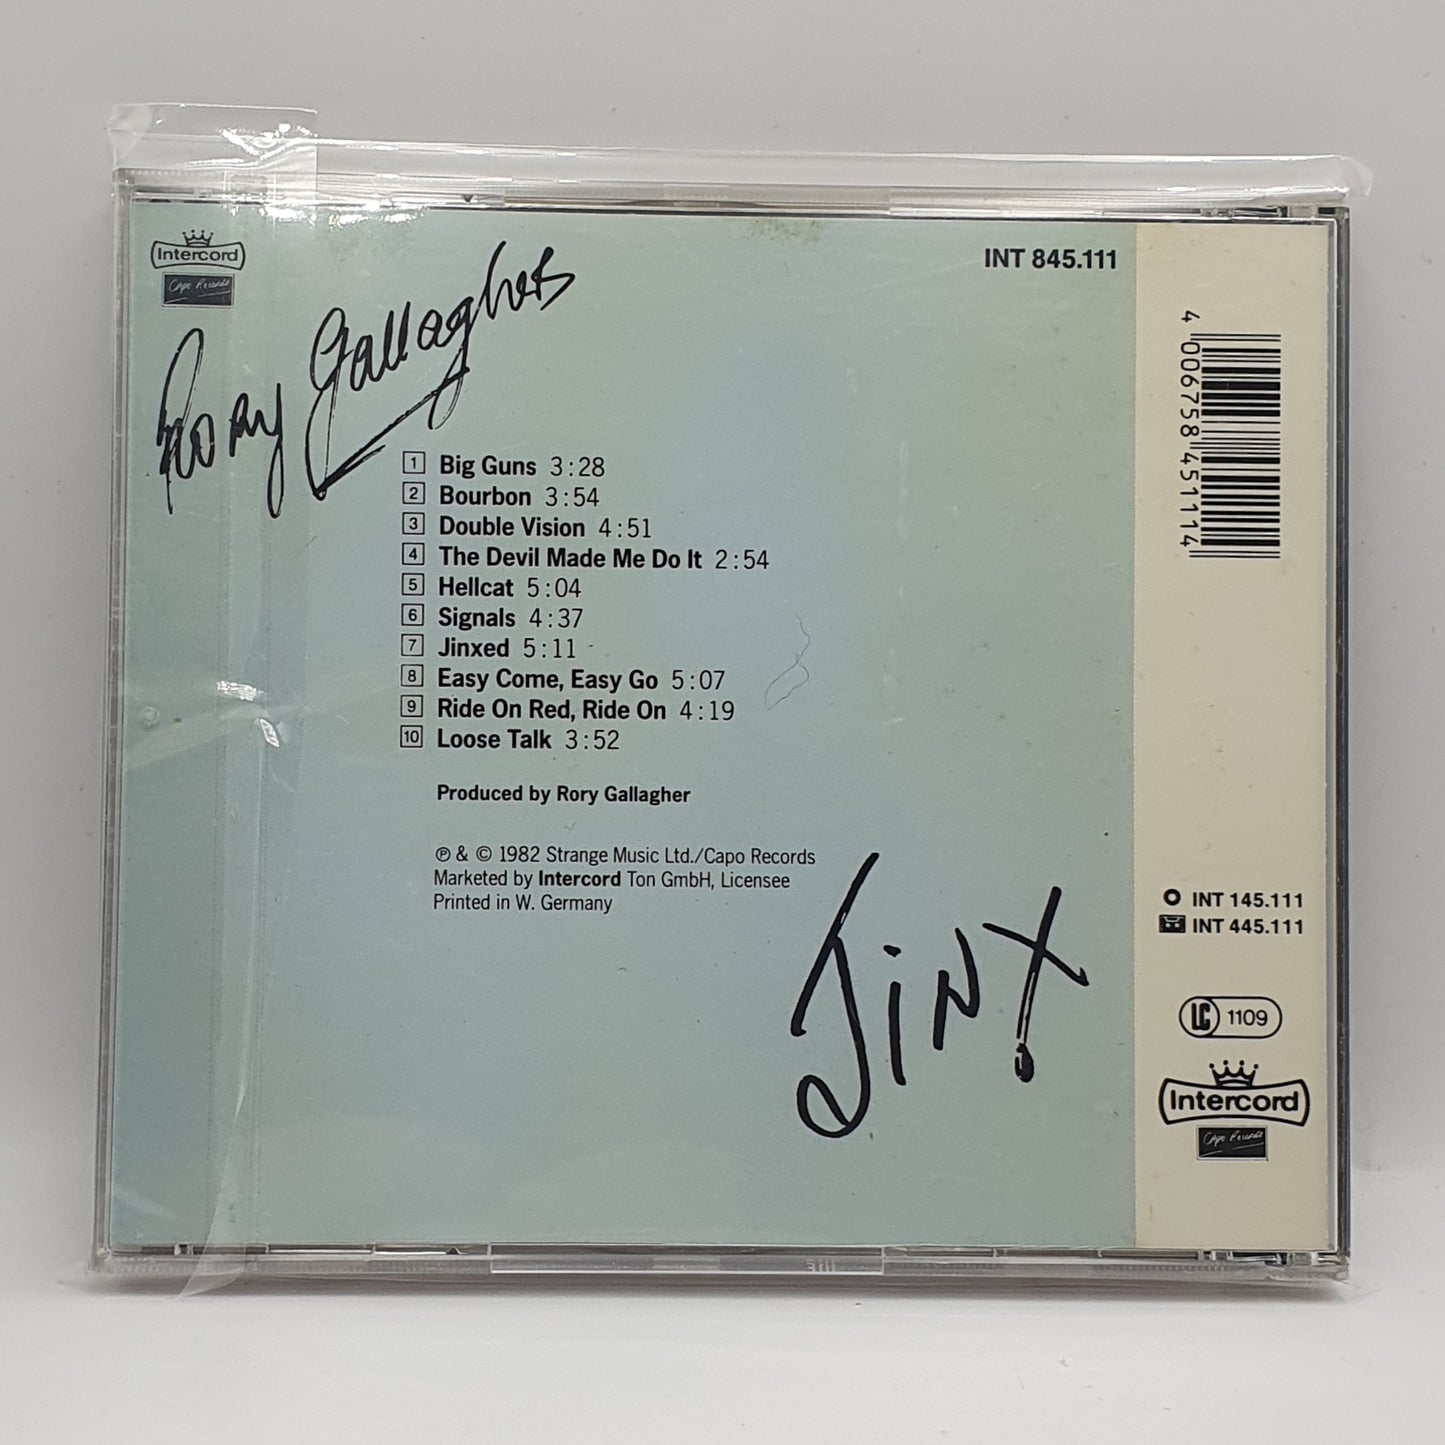 Intercord
Capo Records
INT 845.111
Rory Gallagher
1 Big Guns 3:28
2 Bourbon 3:54
3 Double Vision 4:51
4 The Devil Made Me Do It 2:54
5 Hellcat 5:04
6 Signals 4:37
7 Jinxed 5:11
8 Easy Come, Easy Go 5:07
9 Ride On Red, Ride On 4:19
10 Loose Talk 3:52
Produced by Rory Gallagher
℗ & © 1982 Strange Music Ltd./Capo Records
Marketed by Intercord Ton GmbH, Licensee
Printed in W. Germany
Jinx
4 006758 451114
INT 145.111
INT 445.111
LC 1109
Intercord
Capo Records